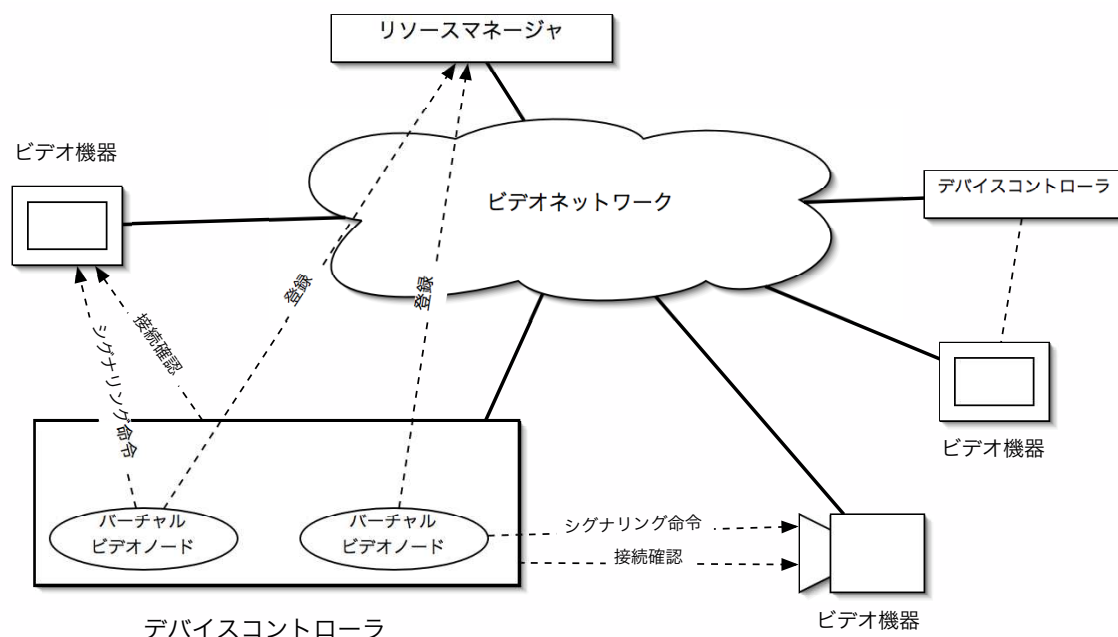 リソースマネージャ
ビデオ機器
ビデオネットワーク
デバイスコントローラ
登録
登録
シグナリング命令
接続確認
ビデオ機器
バーチャル
ビデオノード
バーチャル
ビデオノード
シグナリング命令
接続確認
ビデオ機器
デバイスコントローラ